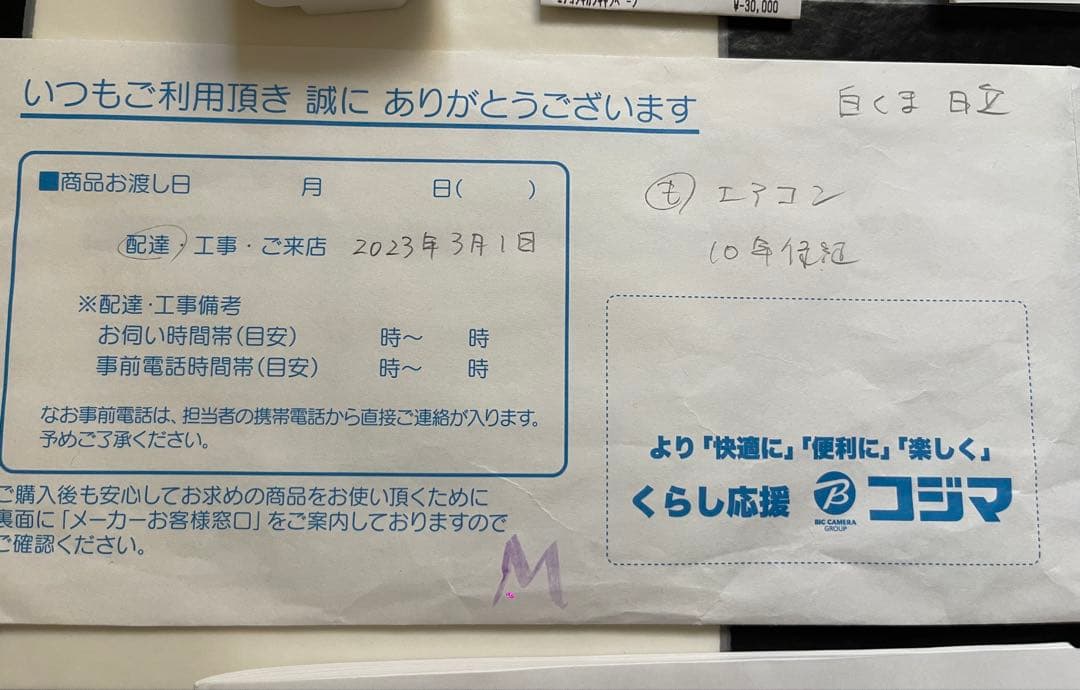 ¥-30,000
いつもご利用頂き 誠に ありがとうございます
白くま 日立
■商品お渡し日 月 日( )
配達・工事・ご来店 2023年3月1日
※配達・工事備考
お伺い時間帯(目安) 時〜 時
事前電話時間帯(目安) 時〜 時
なお事前電話は、担当者の携帯電話から直接ご連絡が入ります。
予めご了承ください。
も エアコン
10年保証
より「快適に」「便利に」「楽しく」
くらし応援 B コジマ
BIC CAMERA
GROUP
ご購入後も安心してお求めの商品をお使い頂くために
裏面に「メーカーお客様窓口」をご案内しておりますので
ご確認ください。
M